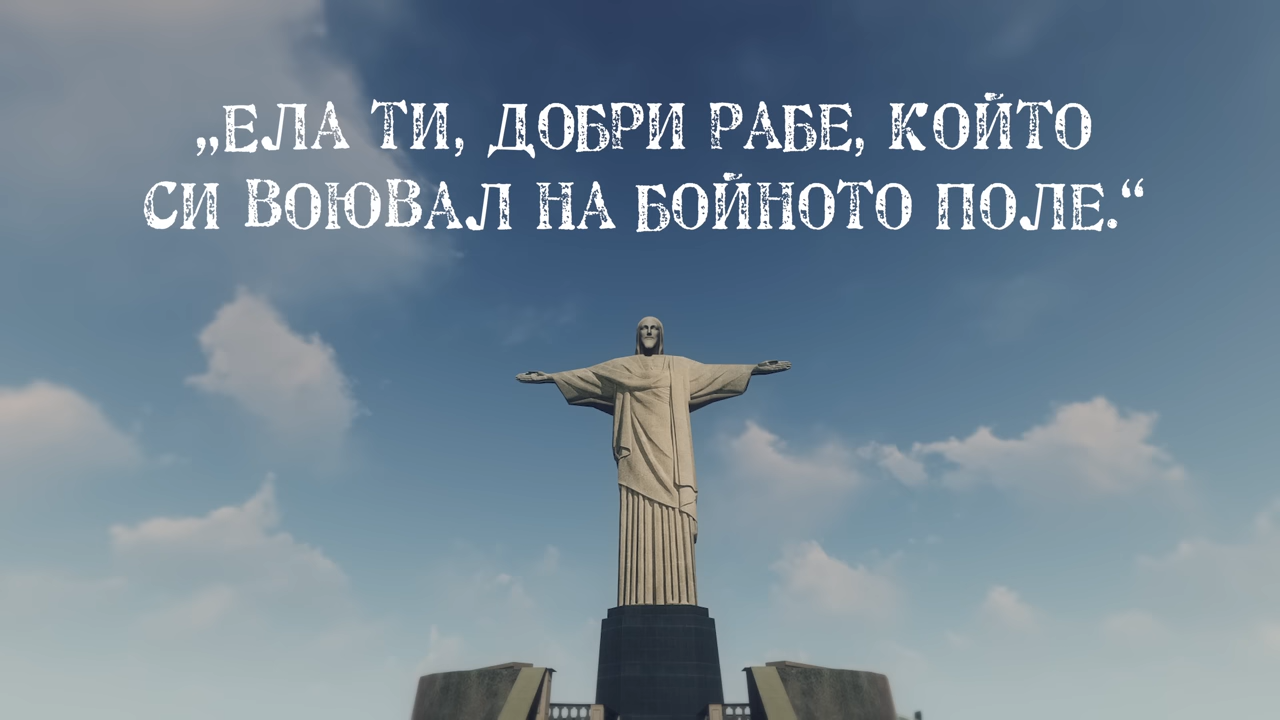 „ЕЛА ТИ, ДОБРИ РАБЕ, КОЙТО
СИ ВОЮВАЛ НА БОЙНОТО ПОЛЕ.“